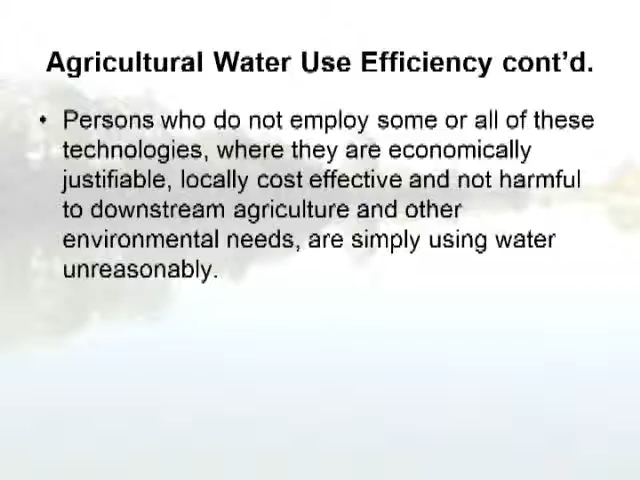 Agricultural Water Use Efficiency cont’d.
• Persons who do not employ some or all of these
technologies, where they are economically
justifiable, locally cost effective and not harmful
to downstream agriculture and other
environmental needs, are simply using water
unreasonably.